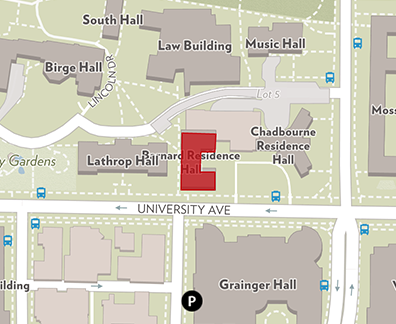 South Hall
Law Building
Music Hall
Birge Hall
LINCOLN DR
Lot 5
Chadbourne
Residence
Hall
Moss
y Gardens
Lathrop Hall
Barnard Residence
Hall
UNIVERSITY AVE
ilding
Grainger Hall
P